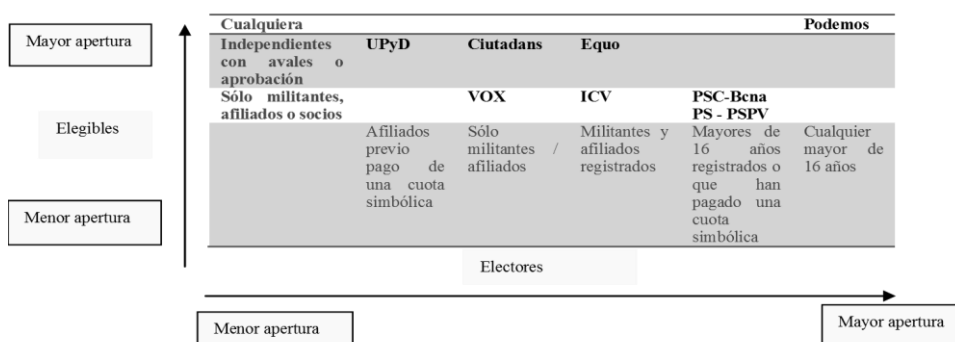 Cualquiera Podemos
Mayor apertura
Independientes con avales o aprobación UPyD Ciutadans Equo
Sólo militantes, afiliados o socios VOX ICV PSC-Bcna PS - PSPV
Elegibles
Afiliados previo pago de una cuota simbólica
Sólo militantes / afiliados
Militantes y afiliados registrados
Mayores de 16 años registrados o que han pagado una cuota simbólica
Cualquier mayor de 16 años
Menor apertura
Electores
Menor apertura
Mayor apertura